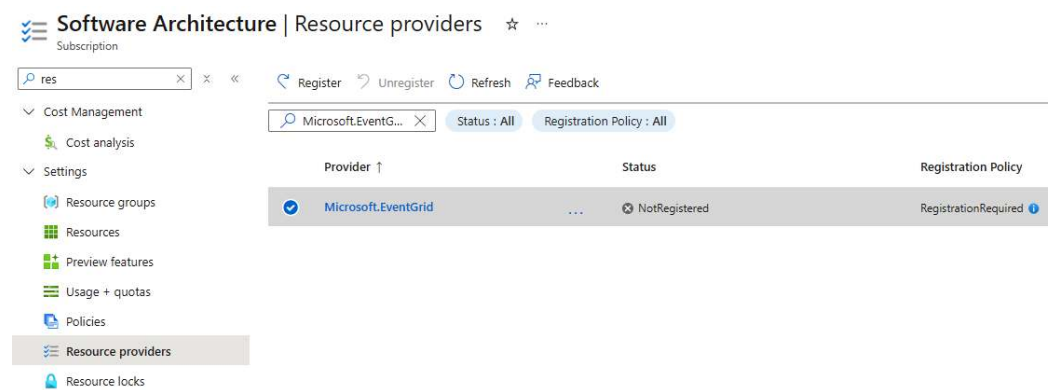 Software Architecture | Resource providers
Subscription
res
Register Unregister Refresh Feedback
Cost Management
Microsoft.EventG... Status : All Registration Policy : All
Cost analysis
Settings
Provider ↑ Status Registration Policy
Resource groups
Microsoft.EventGrid ... NotRegistered RegistrationRequired
Resources
Preview features
Usage + quotas
Policies
Resource providers
Resource locks